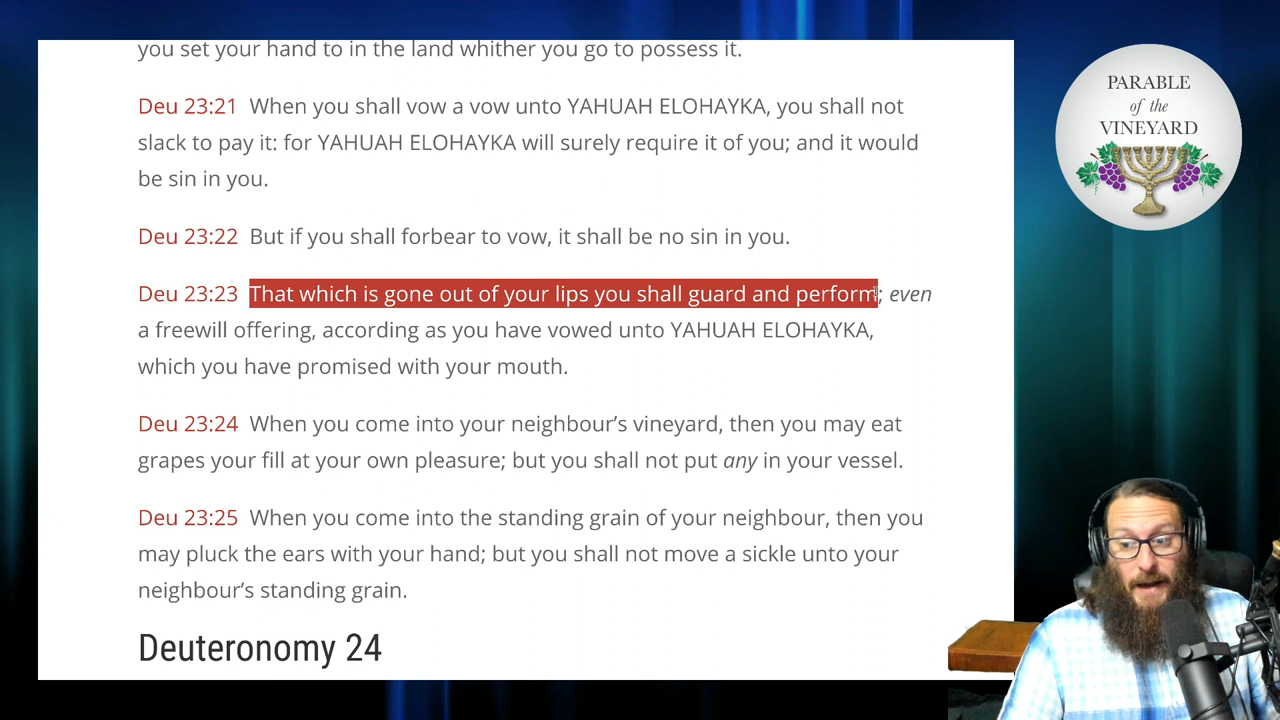 you set your hand to in the land whither you go to possess it.
Deu 23:21 When you shall vow a vow unto YAHUAH ELOHAYKA, you shall not
slack to pay it: for YAHUAH ELOHAYKA will surely require it of you; and it would
be sin in you.
Deu 23:22 But if you shall forbear to vow, it shall be no sin in you.
Deu 23:23 That which is gone out of your lips you shall guard and perform; even
a freewill offering, according as you have vowed unto YAHUAH ELOHAYKA,
which you have promised with your mouth.
Deu 23:24 When you come into your neighbour’s vineyard, then you may eat
grapes your fill at your own pleasure; but you shall not put any in your vessel.
Deu 23:25 When you come into the standing grain of your neighbour, then you
may pluck the ears with your hand; but you shall not move a sickle unto your
neighbour’s standing grain.
Deuteronomy 24
PARABLE
of the
VINEYARD